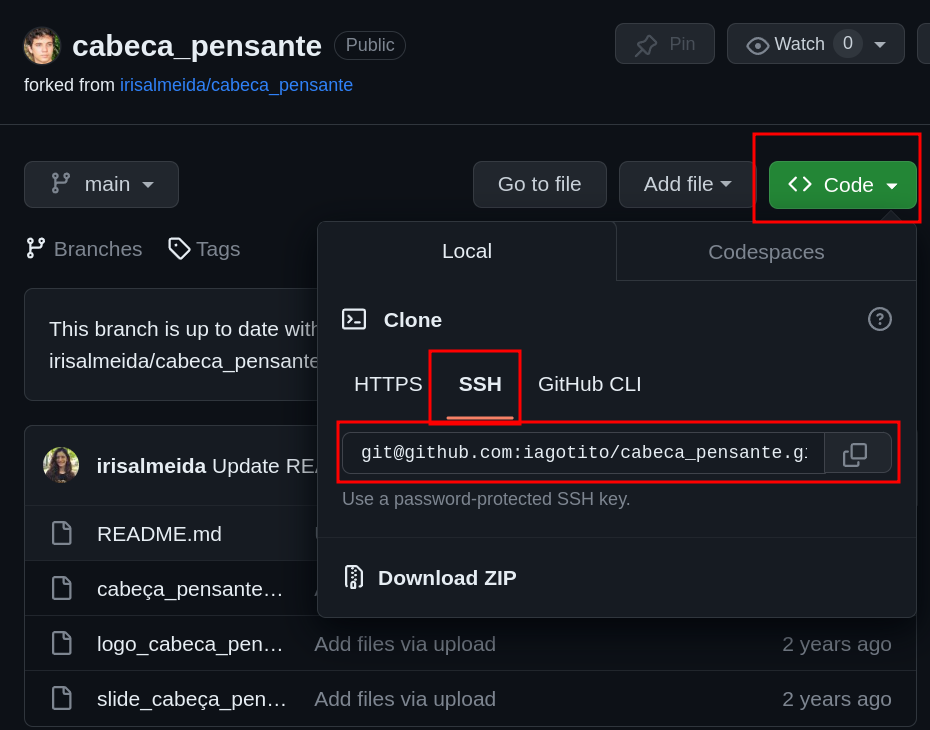 cabeca_pensante Public Pin Watch 0
forked from irisalmeida/cabeca_pensante
main Go to file Add file Code
Branches Tags
Local Codespaces
Clone
This branch is up to date with
irisalmeida/cabeca_pensante
HTTPS SSH GitHub CLI
git@github.com:iagotito/cabeca_pensante.g
Use a password-protected SSH key.
Download ZIP
irisalmeida Update REA
README.md
cabeça_pensante…
logo_cabeca_pen… Add files via upload 2 years ago
slide_cabeça_pen… Add files via upload 2 years ago